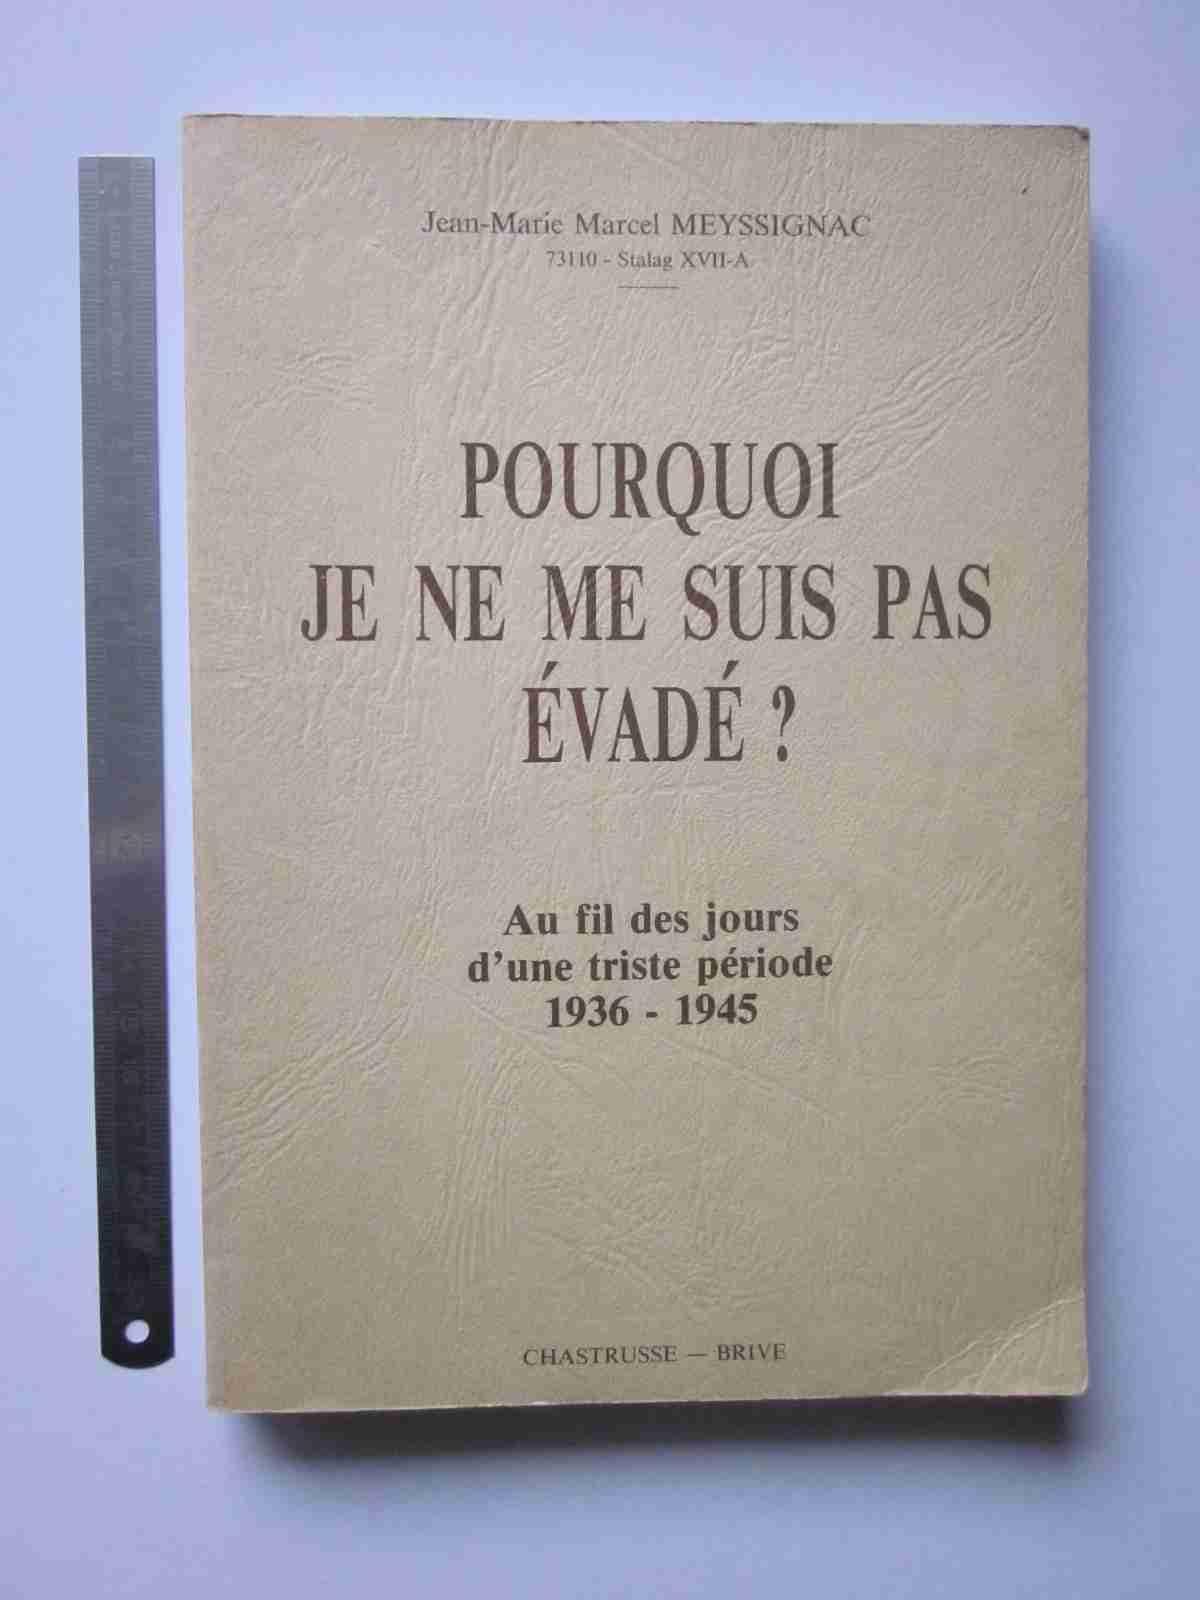 Jean-Marie Marcel MEYSSIGNAC
73110 - Stalag XVII-A
POURQUOI
JE NE ME SUIS PAS
ÉVADÉ ?
Au fil des jours
d'une triste période
1936 - 1945
CHASTRUSSE — BRIVE